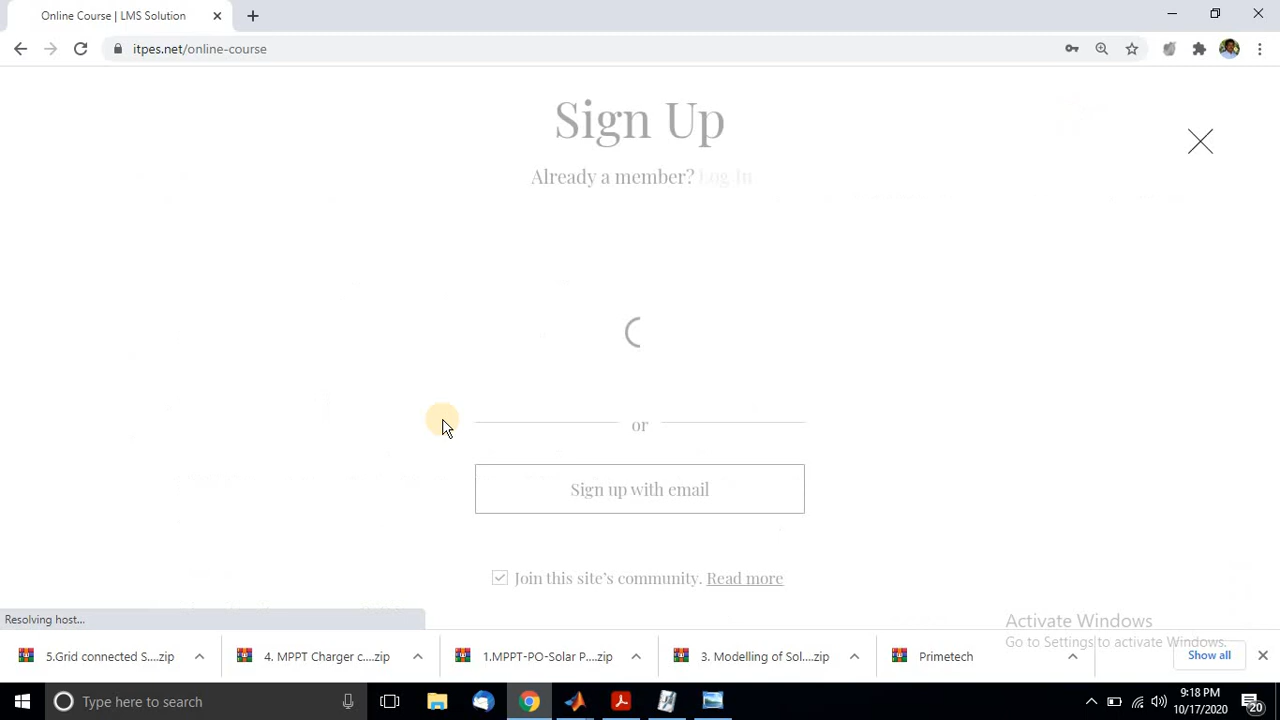 Online Course | LMS Solution
itpes.net/online-course
Sign Up
Already a member? Log In
or
Sign up with email
Join this site's community. Read more
Resolving host...
Activate Windows
Go to Settings to activate Windows.
5.Grid connected S....zip
4. MPPT Charger c....zip
1.MPPT-PO-Solar P....zip
3. Modelling of Sol....zip
Primetech
Show all
Type here to search
9:18 PM
10/17/2020
20